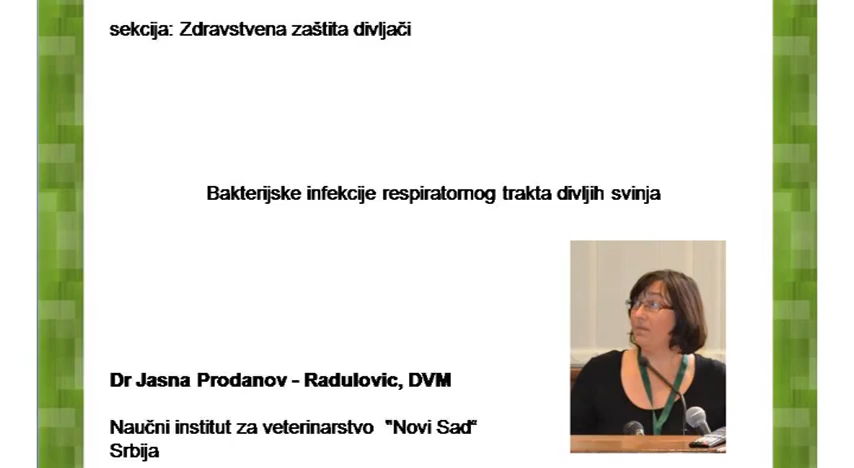 sekcija: Zdravstvena zaštita divljači
Bakterijske infekcije respiratornog trakta divljih svinja
Dr Jasna Prodanov - Radulovic, DVM
Naučni institut za veterinarstvo "Novi Sad“
Srbija